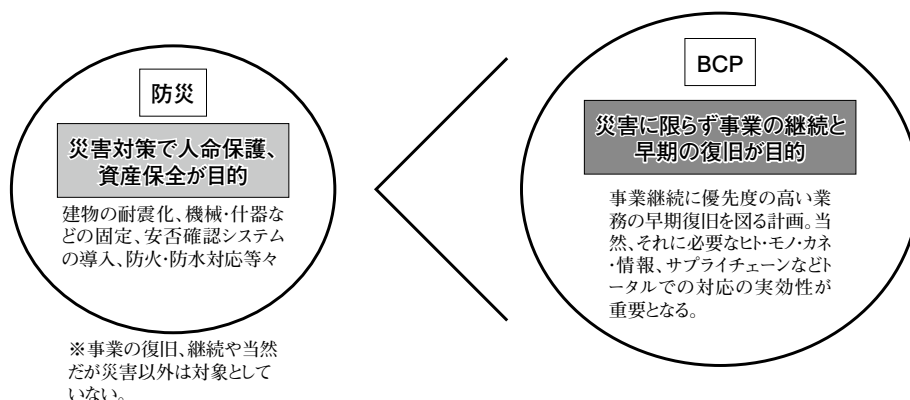 防災
災害対策で人命保護、
資産保全が目的
建物の耐震化、機械・什器な
どの固定、安否確認システム
の導入、防火・防水対応等々
※事業の復旧、継続や当然
だが災害以外は対象として
いない。
BCP
災害に限らず事業の継続と
早期の復旧が目的
事業継続に優先度の高い業
務の早期復旧を図る計画。当
然、それに必要なヒト・モノ・カネ
・情報、サプライチェーンなどト
ータルでの対応の実効性が
重要となる。